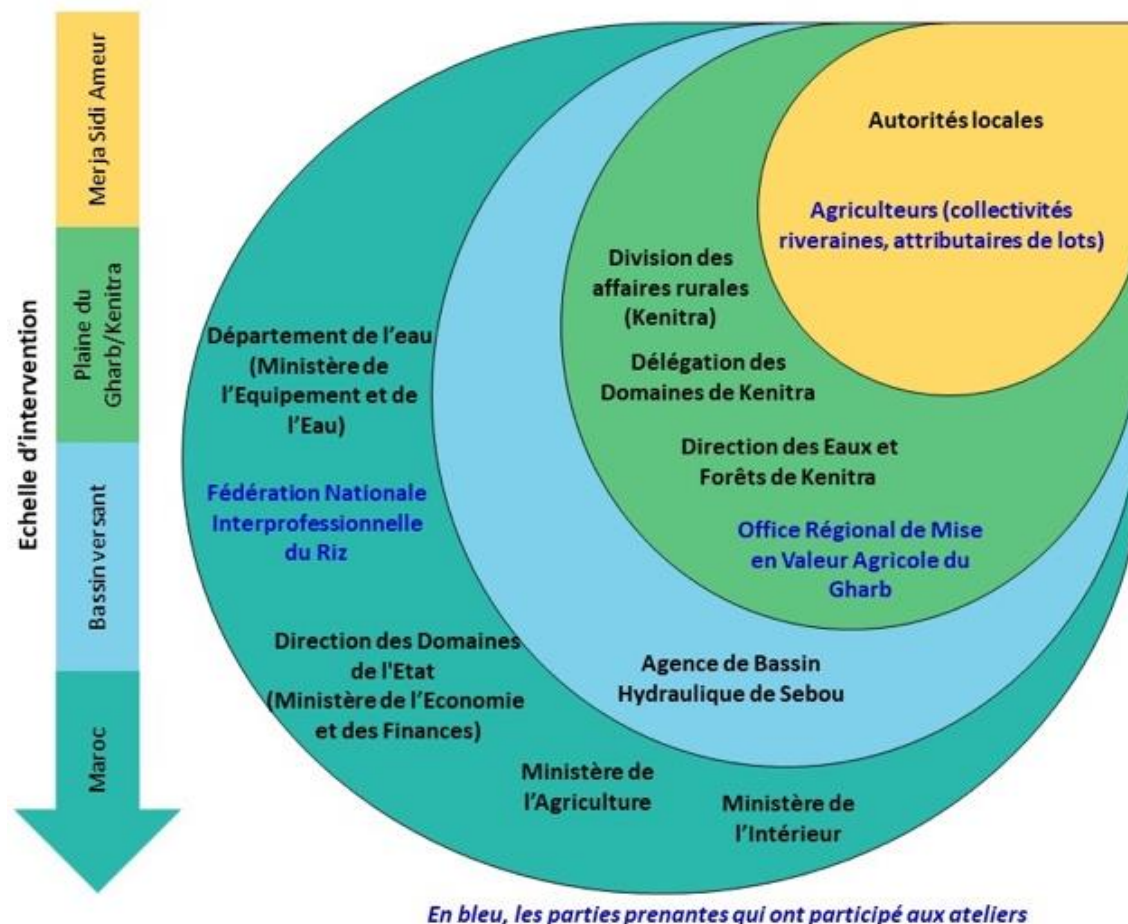 Echelle d'intervention
Merja Sidi Ameur
Plaine du
Gharb/Kenitra
Bassin versant
Maroc
Autorités locales
Agriculteurs (collectivités
riveraines, attributaires de lots)
Division des
affaires rurales
(Kenitra)
Délégation des
Domaines de Kenitra
Direction des Eaux et
Forêts de Kenitra
Office Régional de Mise
en Valeur Agricole du
Gharb
Agence de Bassin
Hydraulique de Sebou
Département de l'eau
(Ministère de
l'Equipement et de
l'Eau)
Fédération Nationale
Interprofessionnelle
du Riz
Direction des Domaines
de l'Etat
(Ministère de l'Economie
et des Finances)
Ministère de
l'Agriculture
Ministère de
l'Intérieur
En bleu, les parties prenantes qui ont participé aux ateliers